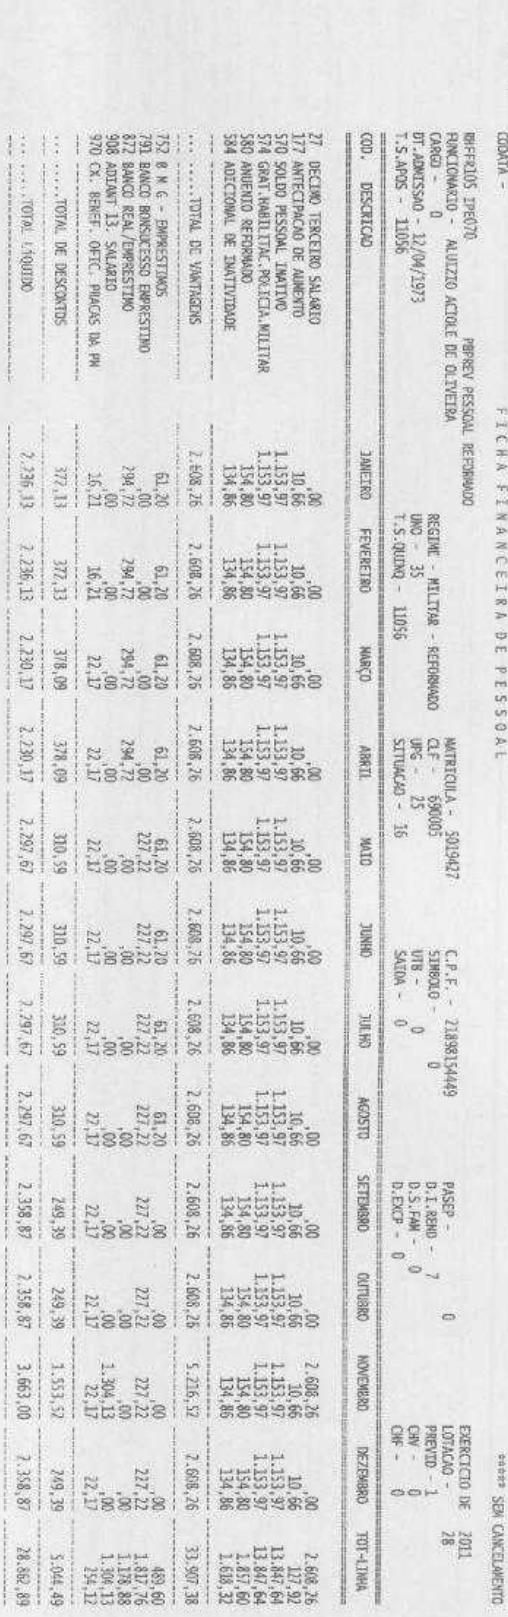 CODATA - FICHA FINANCEIRA DE PESSOAL ***** SEM CANCELAMENTO
RHFFR105 IPE070 PBPREV PESSOAL REFORMADO EXERCICIO DE 2011
FUNCIONARIO - ALUIZIO ACIOLE DE OLIVEIRA MATRICULA - 5019427 C.P.F. - 21898154449 PASEP - 0 LOTACAO - 28
CARGO - 0 REGIME - MILITAR - REFORMADO CLF - 690005 SIMBOLO - 0 D.I.REND - 7 PREVID - 1
DT.ADMISSAO - 12/04/1973 UNO - 35 UPG - 25 UTB - 0 D.S.FAM - 0 CHV - 0
T.S.APOS - 11056 T.S.QUINQ - 11056 SITUACAO - 16 SAIDA - 0 D.EXCP - 0 CHF - 0
COD. DESCRICAO JANEIRO FEVEREIRO MARÇO ABRIL MAIO JUNHO JULHO AGOSTO SETEMBRO OUTUBRO NOVEMBRO DEZEMBRO TOT-LINHA
27 DECIMO TERCEIRO SALARIO ,00 ,00 ,00 ,00 ,00 ,00 ,00 ,00 ,00 ,00 2.608,26 ,00 2.608,26
177 ANTECIPACAO DE AUMENTO 10,66 10,66 10,66 10,66 10,66 10,66 10,66 10,66 10,66 10,66 10,66 10,66 127,92
570 SOLDO PESSOAL INATIVO 1.153,97 1.153,97 1.153,97 1.153,97 1.153,97 1.153,97 1.153,97 1.153,97 1.153,97 1.153,97 1.153,97 1.153,97 13.847,64
574 GRAT.HABILITAC.POLICIA.MILITAR 1.153,97 1.153,97 1.153,97 1.153,97 1.153,97 1.153,97 1.153,97 1.153,97 1.153,97 1.153,97 1.153,97 1.153,97 13.847,64
580 ANUENIO REFORMADO 154,80 154,80 154,80 154,80 154,80 154,80 154,80 154,80 154,80 154,80 154,80 154,80 1.857,60
584 ADICIONAL DE INATIVIDADE 134,86 134,86 134,86 134,86 134,86 134,86 134,86 134,86 134,86 134,86 134,86 134,86 1.618,32
... ......TOTAL DE VANTAGENS 2.608,26 2.608,26 2.608,26 2.608,26 2.608,26 2.608,26 2.608,26 2.608,26 2.608,26 2.608,26 5.216,52 2.608,26 33.907,38
752 B M G - EMPRESTIMOS 61,20 61,20 61,20 61,20 61,20 61,20 61,20 61,20 ,00 ,00 ,00 ,00 489,60
791 BANCO BONSUCESSO EMPRESTIMO ,00 ,00 ,00 ,00 227,22 227,22 227,22 227,22 227,22 227,22 227,22 227,22 1.817,76
872 BANCO REAL/EMPRESTIMO 294,72 294,72 294,72 294,72 ,00 ,00 ,00 ,00 ,00 ,00 ,00 ,00 1.178,88
908 ADIANT 13. SALARIO ,00 ,00 ,00 ,00 ,00 ,00 ,00 ,00 ,00 ,00 1.304,13 ,00 1.304,13
970 CX. BENEF. OFIC. PRACAS DA PM 16,21 16,21 22,17 22,17 22,17 22,17 22,17 22,17 22,17 22,17 22,17 22,17 254,12
... ......TOTAL DE DESCONTOS 372,13 372,13 378,09 378,09 310,59 310,59 310,59 310,59 249,39 249,39 1.553,52 249,39 5.044,49
... ......TOTAL LIQUIDO 2.236,13 2.236,13 2.230,17 2.230,17 2.297,67 2.297,67 2.297,67 2.297,67 2.358,87 2.358,87 3.663,00 2.358,87 28.862,89